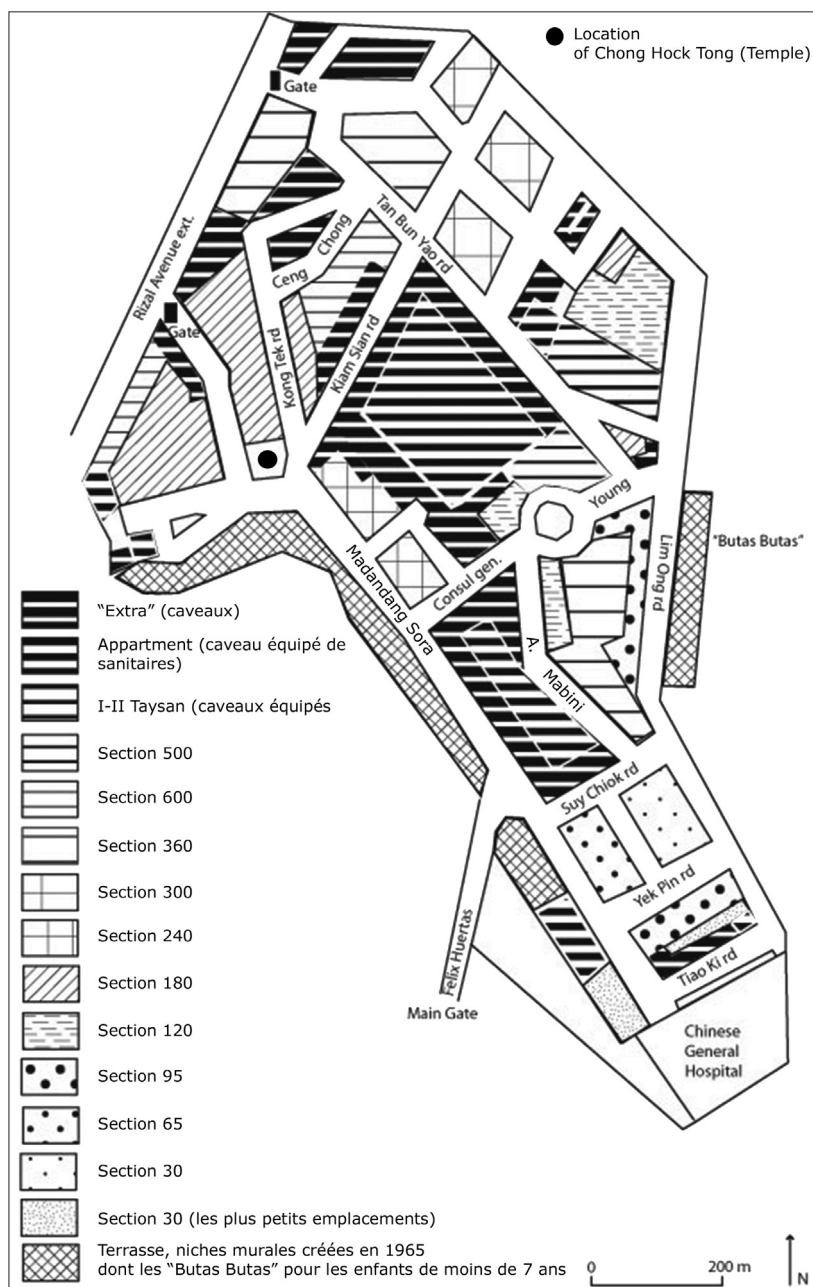 Location
of Chong Hock Tong (Temple)
Gate
Rizal Avenue ext.
Tan Bun Yao rd
Ceng Chong
Gate
Kong Tek rd
Kiam Sian rd
Young
"Butas Butas"
Lim Ong rd
Madandang Sora
Consul gen.
A. Mabini
"Extra" (caveaux)
Appartment (caveau équipé de
sanitaires)
I-II Taysan (caveaux équipés
Section 500
Section 600
Section 360
Section 300
Section 240
Section 180
Section 120
Section 95
Section 65
Section 30
Section 30 (les plus petits emplacements)
Terrasse, niches murales créées en 1965
dont les "Butas Butas" pour les enfants de moins de 7 ans
Suy Chiok rd
Yek Pin rd
Tiao Ki rd
Felix Huertas
Main Gate
Chinese
General
Hospital
0 200 m
N